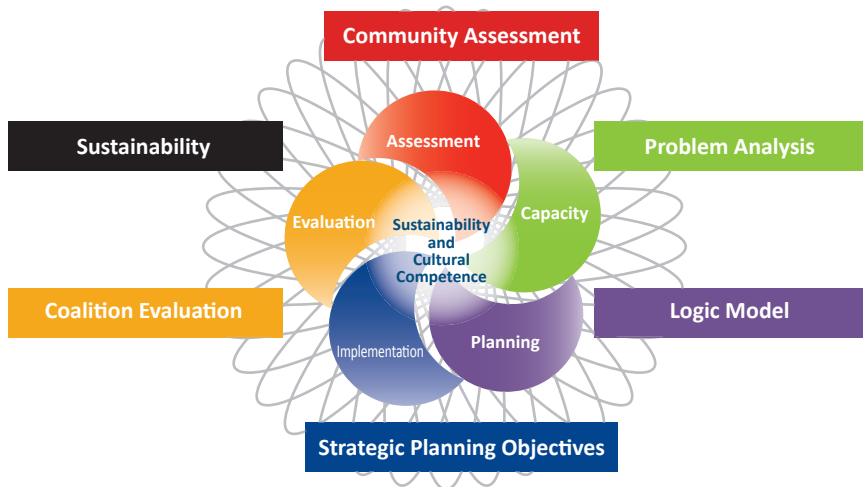 Community Assessment
Sustainability
Problem Analysis
Assessment
Capacity
Evaluation
Sustainability
and
Cultural
Competence
Coalition Evaluation
Logic Model
Planning
Implementation
Strategic Planning Objectives